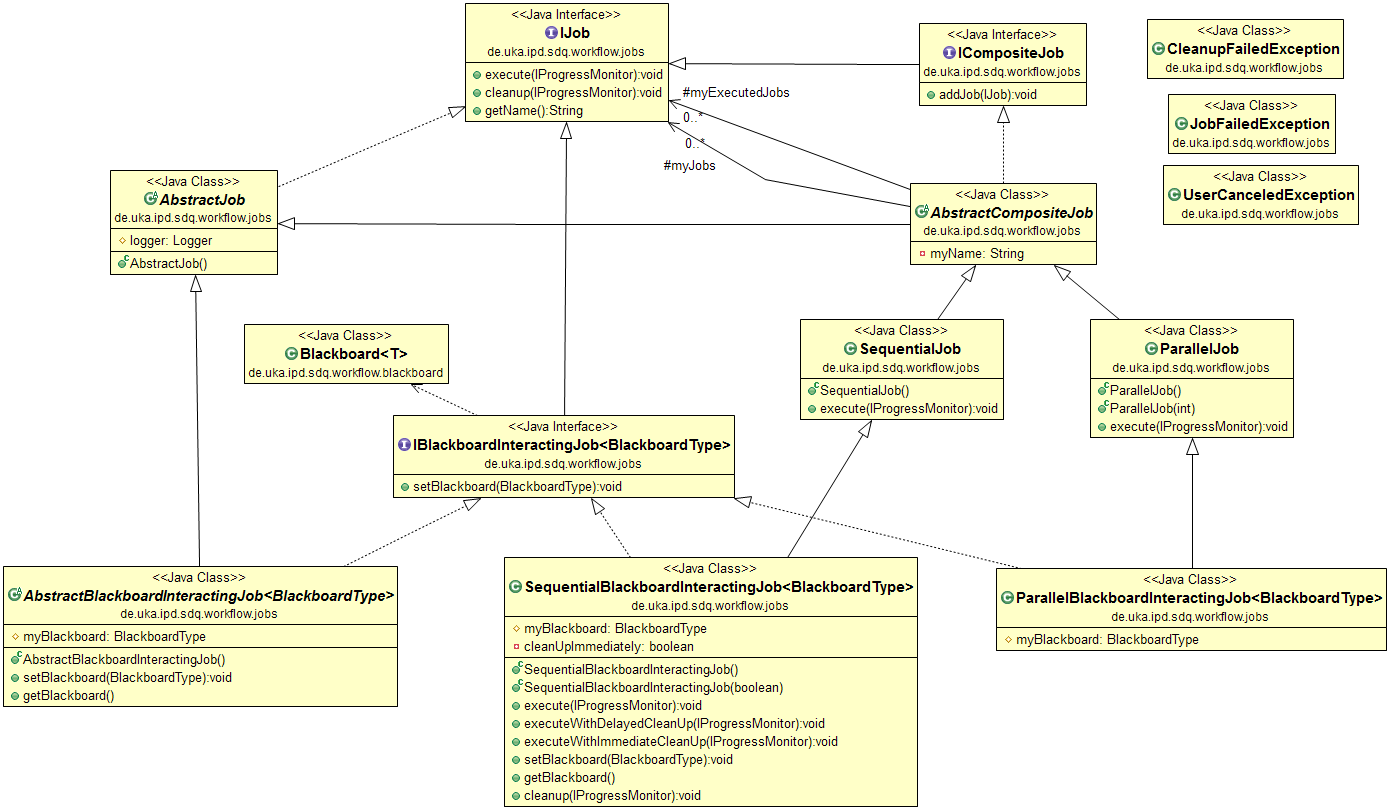 <<Java Interface>>
IJob
de.uka.ipd.sdq.workflow.jobs
execute(IProgressMonitor):void
cleanup(IProgressMonitor):void
getName():String
<<Java Interface>>
ICompositeJob
de.uka.ipd.sdq.workflow.jobs
addJob(IJob):void
<<Java Class>>
CleanupFailedException
de.uka.ipd.sdq.workflow.jobs
<<Java Class>>
JobFailedException
de.uka.ipd.sdq.workflow.jobs
<<Java Class>>
UserCanceledException
de.uka.ipd.sdq.workflow.jobs
#myExecutedJobs
0..*
0..*
#myJobs
<<Java Class>>
AbstractJob
de.uka.ipd.sdq.workflow.jobs
logger: Logger
AbstractJob()
<<Java Class>>
AbstractCompositeJob
de.uka.ipd.sdq.workflow.jobs
myName: String
<<Java Class>>
Blackboard<T>
de.uka.ipd.sdq.workflow.blackboard
<<Java Class>>
SequentialJob
de.uka.ipd.sdq.workflow.jobs
SequentialJob()
execute(IProgressMonitor):void
<<Java Class>>
ParallelJob
de.uka.ipd.sdq.workflow.jobs
ParallelJob()
ParallelJob(int)
execute(IProgressMonitor):void
<<Java Interface>>
IBlackboardInteractingJob<BlackboardType>
de.uka.ipd.sdq.workflow.jobs
setBlackboard(BlackboardType):void
<<Java Class>>
AbstractBlackboardInteractingJob<BlackboardType>
de.uka.ipd.sdq.workflow.jobs
myBlackboard: BlackboardType
AbstractBlackboardInteractingJob()
setBlackboard(BlackboardType):void
getBlackboard()
<<Java Class>>
SequentialBlackboardInteractingJob<BlackboardType>
de.uka.ipd.sdq.workflow.jobs
myBlackboard: BlackboardType
cleanUpImmediately: boolean
SequentialBlackboardInteractingJob()
SequentialBlackboardInteractingJob(boolean)
execute(IProgressMonitor):void
executeWithDelayedCleanUp(IProgressMonitor):void
executeWithImmediateCleanUp(IProgressMonitor):void
setBlackboard(BlackboardType):void
getBlackboard()
cleanup(IProgressMonitor):void
<<Java Class>>
ParallelBlackboardInteractingJob<BlackboardType>
de.uka.ipd.sdq.workflow.jobs
myBlackboard: BlackboardType